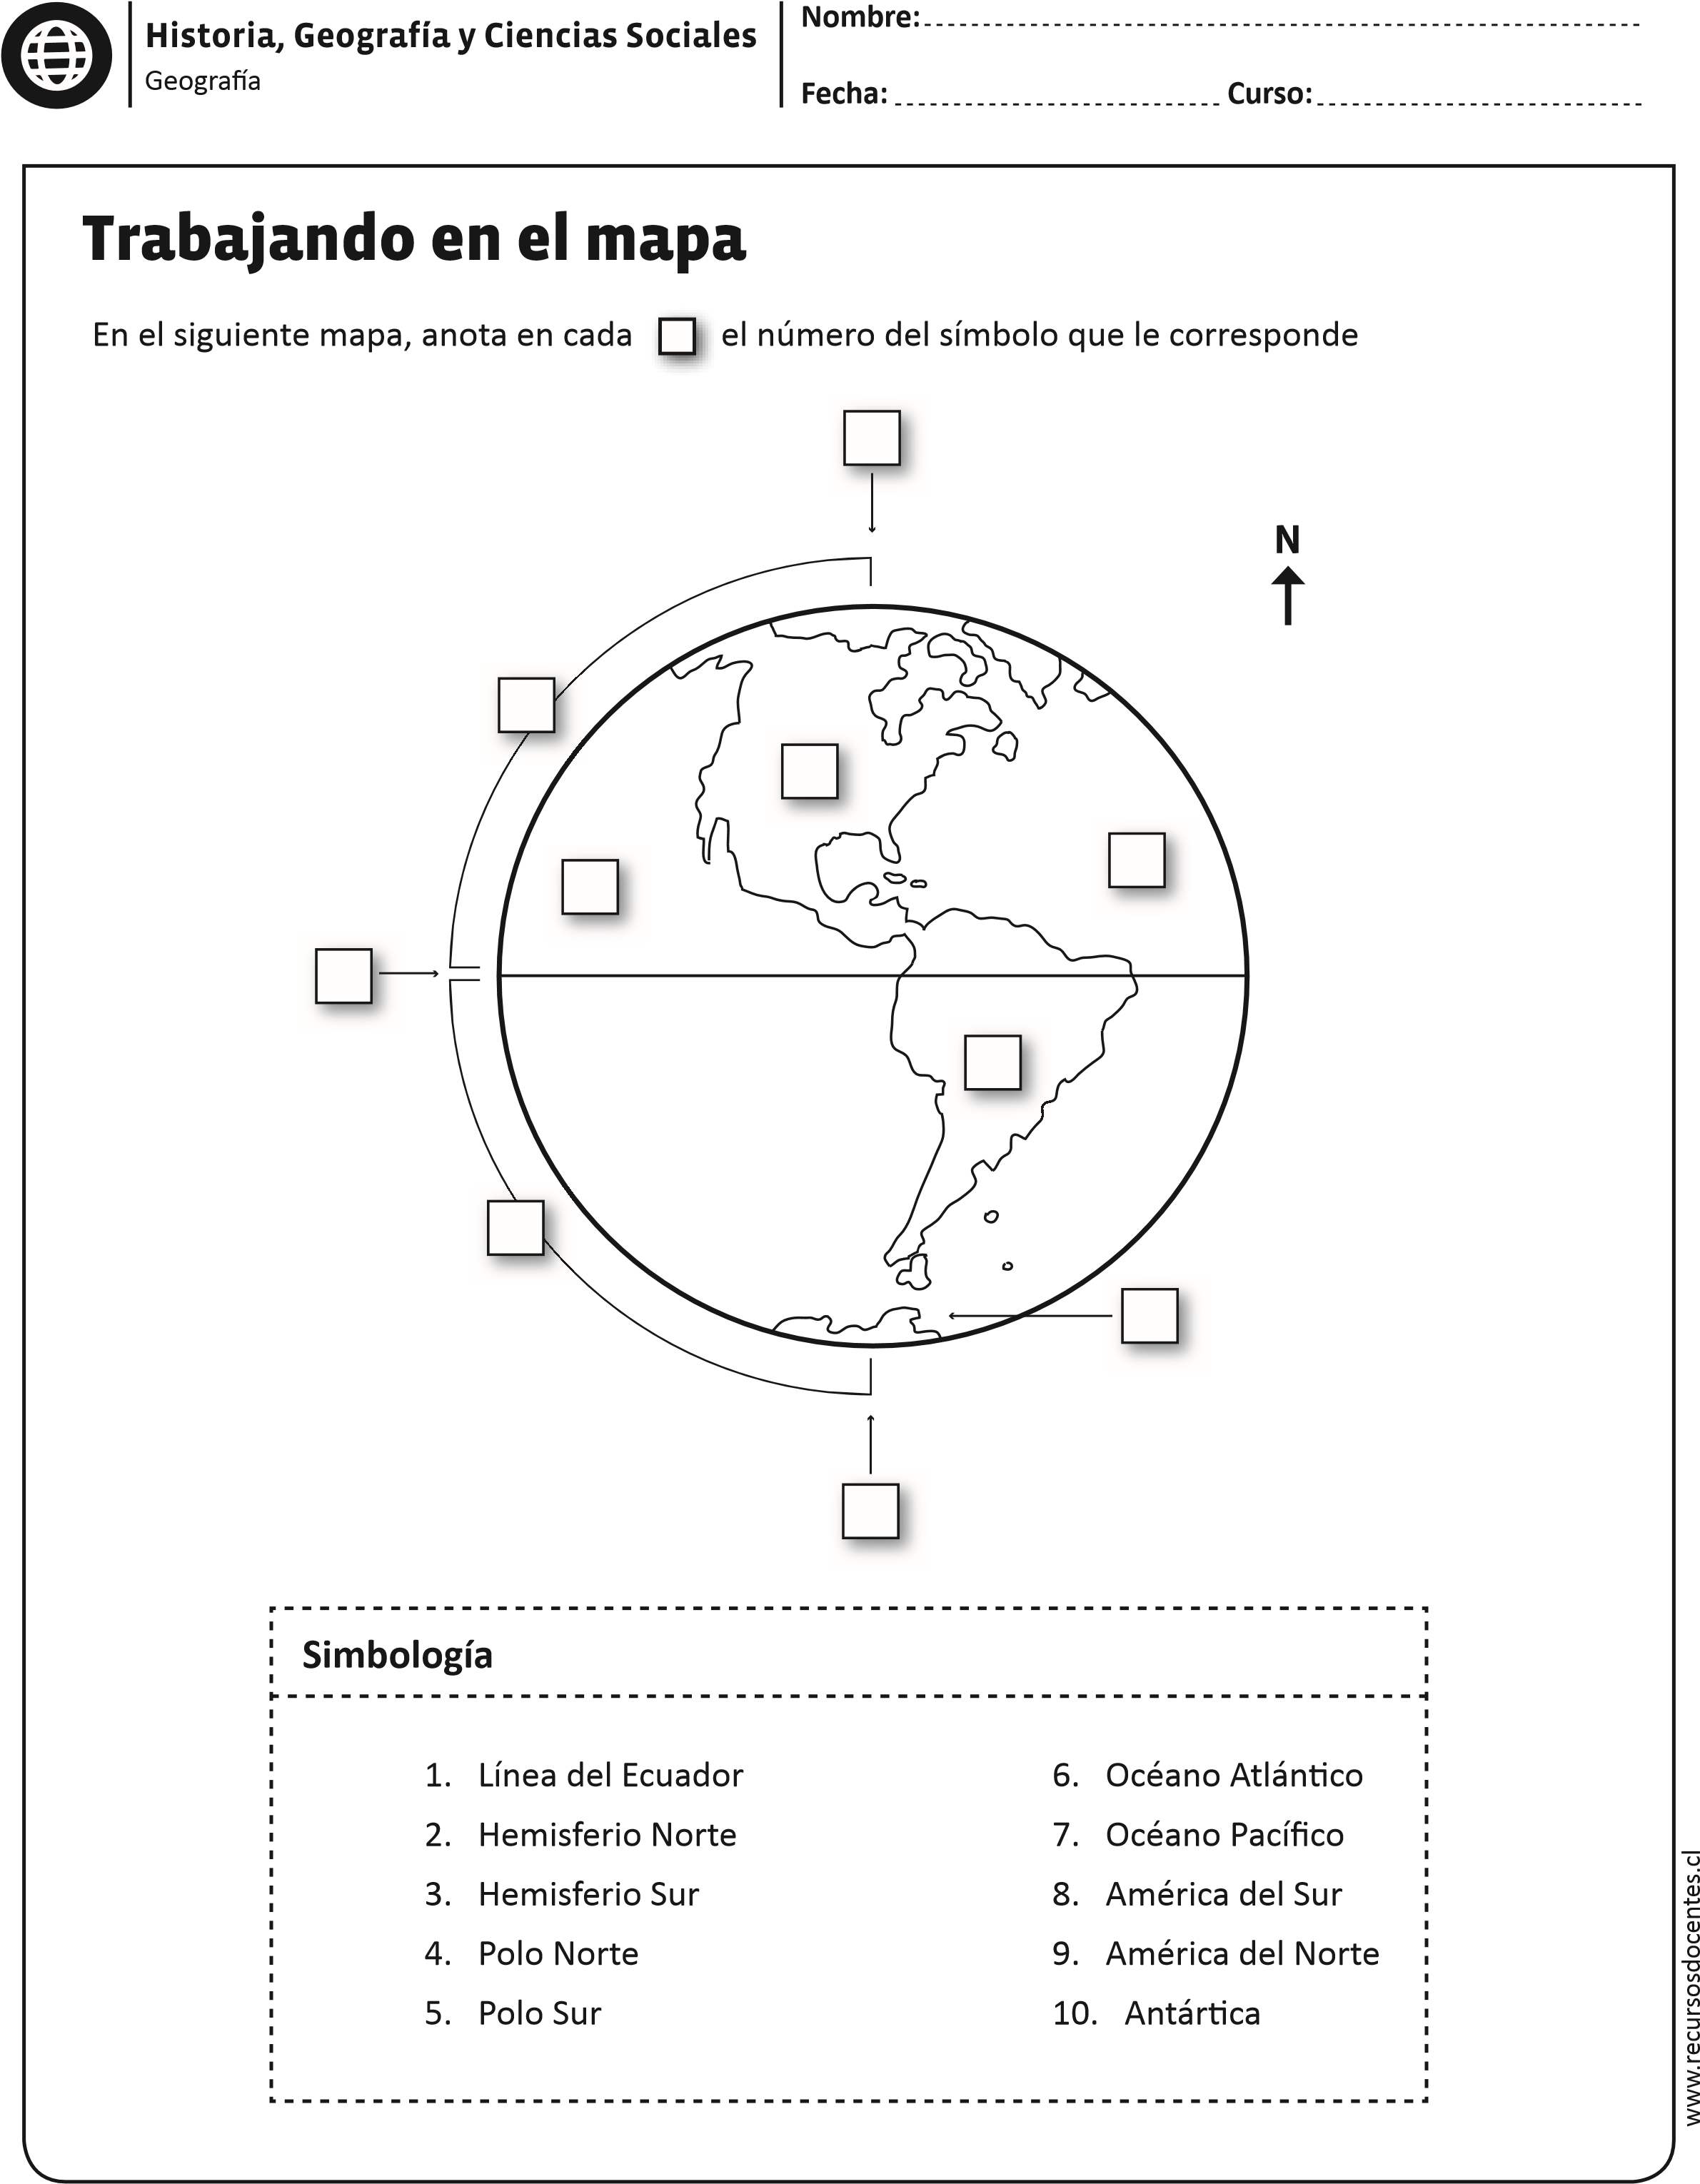 Historia, Geografía y Ciencias Sociales
Geografía
Nombre:
Fecha: Curso:
Trabajando en el mapa
En el siguiente mapa, anota en cada el número del símbolo que le corresponde
N
Simbología
1. Línea del Ecuador
2. Hemisferio Norte
3. Hemisferio Sur
4. Polo Norte
5. Polo Sur
6. Océano Atlántico
7. Océano Pacífico
8. América del Sur
9. América del Norte
10. Antártica
www.recursosdocentes.cl